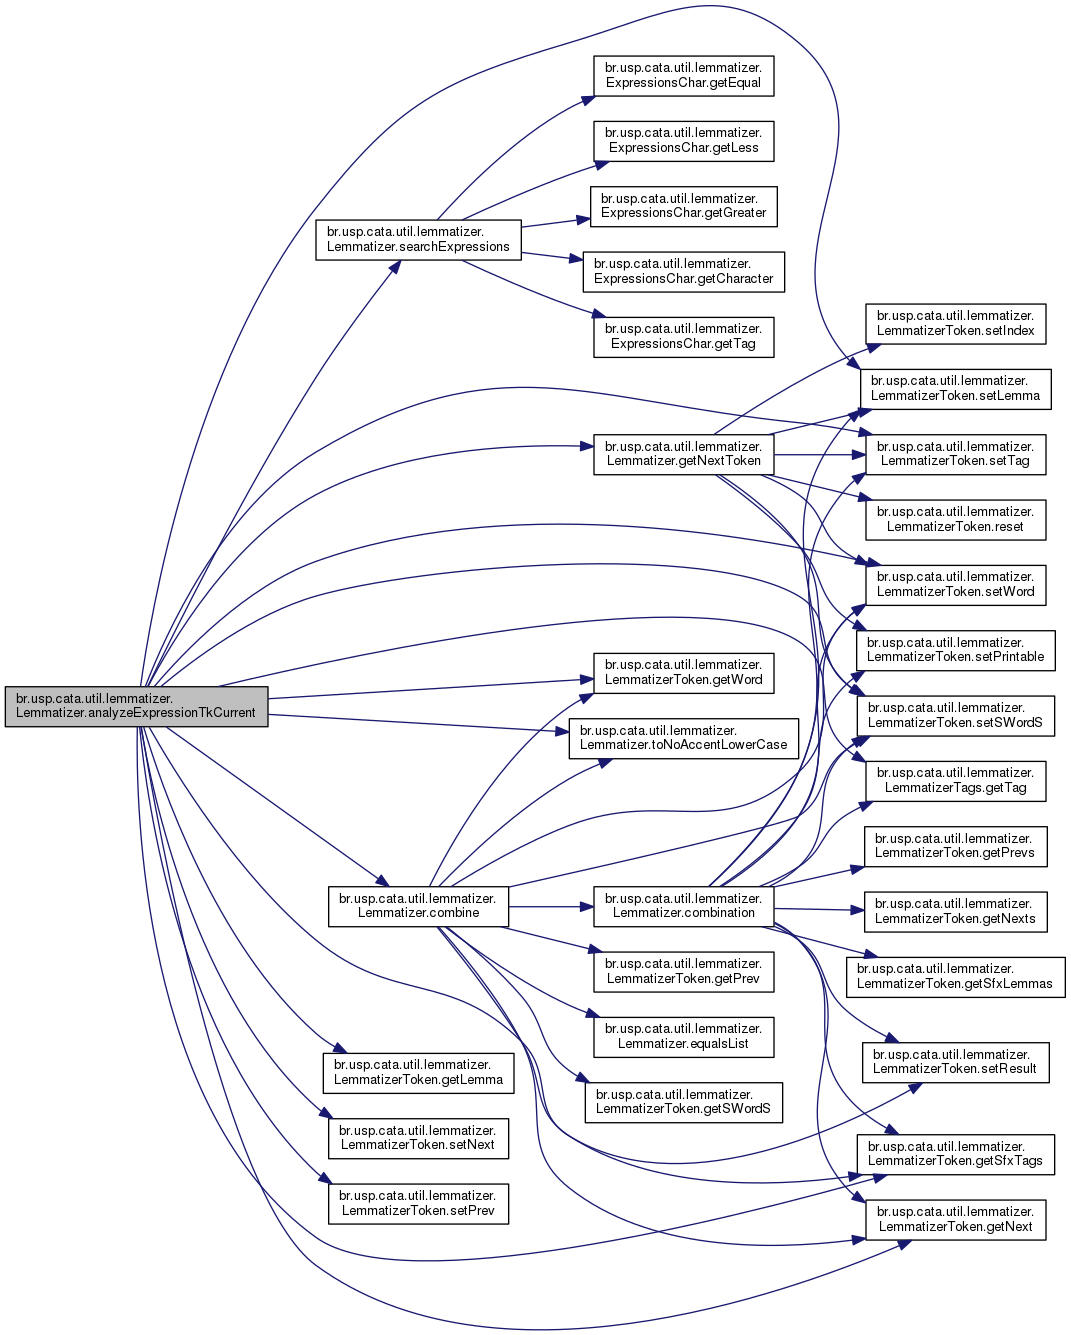 br.usp.cata.util.lemmatizer.
ExpressionsChar.getEqual
br.usp.cata.util.lemmatizer.
ExpressionsChar.getLess
br.usp.cata.util.lemmatizer.
ExpressionsChar.getGreater
br.usp.cata.util.lemmatizer.
Lemmatizer.searchExpressions
br.usp.cata.util.lemmatizer.
ExpressionsChar.getCharacter
br.usp.cata.util.lemmatizer.
ExpressionsChar.getTag
br.usp.cata.util.lemmatizer.
LemmatizerToken.setIndex
br.usp.cata.util.lemmatizer.
LemmatizerToken.setLemma
br.usp.cata.util.lemmatizer.
Lemmatizer.getNextToken
br.usp.cata.util.lemmatizer.
LemmatizerToken.setTag
br.usp.cata.util.lemmatizer.
LemmatizerToken.reset
br.usp.cata.util.lemmatizer.
LemmatizerToken.setWord
br.usp.cata.util.lemmatizer.
LemmatizerToken.setPrintable
br.usp.cata.util.lemmatizer.
LemmatizerToken.getWord
br.usp.cata.util.lemmatizer.
Lemmatizer.analyzeExpressionTkCurrent
br.usp.cata.util.lemmatizer.
LemmatizerToken.setSWordS
br.usp.cata.util.lemmatizer.
Lemmatizer.toNoAccentLowerCase
br.usp.cata.util.lemmatizer.
LemmatizerTags.getTag
br.usp.cata.util.lemmatizer.
LemmatizerToken.getPrevs
br.usp.cata.util.lemmatizer.
Lemmatizer.combine
br.usp.cata.util.lemmatizer.
Lemmatizer.combination
br.usp.cata.util.lemmatizer.
LemmatizerToken.getNexts
br.usp.cata.util.lemmatizer.
LemmatizerToken.getPrev
br.usp.cata.util.lemmatizer.
LemmatizerToken.getSfxLemmas
br.usp.cata.util.lemmatizer.
Lemmatizer.equalsList
br.usp.cata.util.lemmatizer.
LemmatizerToken.setResult
br.usp.cata.util.lemmatizer.
LemmatizerToken.getLemma
br.usp.cata.util.lemmatizer.
LemmatizerToken.getSWordS
br.usp.cata.util.lemmatizer.
LemmatizerToken.setNext
br.usp.cata.util.lemmatizer.
LemmatizerToken.getSfxTags
br.usp.cata.util.lemmatizer.
LemmatizerToken.setPrev
br.usp.cata.util.lemmatizer.
LemmatizerToken.getNext